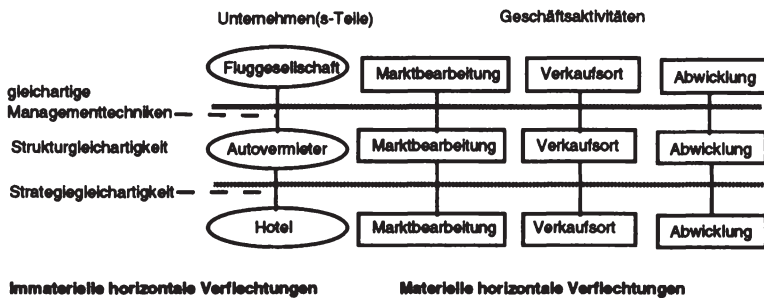 Unternehmen(s-Teile) Geschäftsaktivitäten
Fluggesellschaft Marktbearbeitung Verkaufsort Abwicklung
gleichartige
Managementtechniken
Strukturgleichartigkeit Autovermieter Marktbearbeitung Verkaufsort Abwicklung
Strategiegleichartigkeit
Hotel Marktbearbeitung Verkaufsort Abwicklung
Immaterielle horizontale Verflechtungen Materielle horizontale Verflechtungen